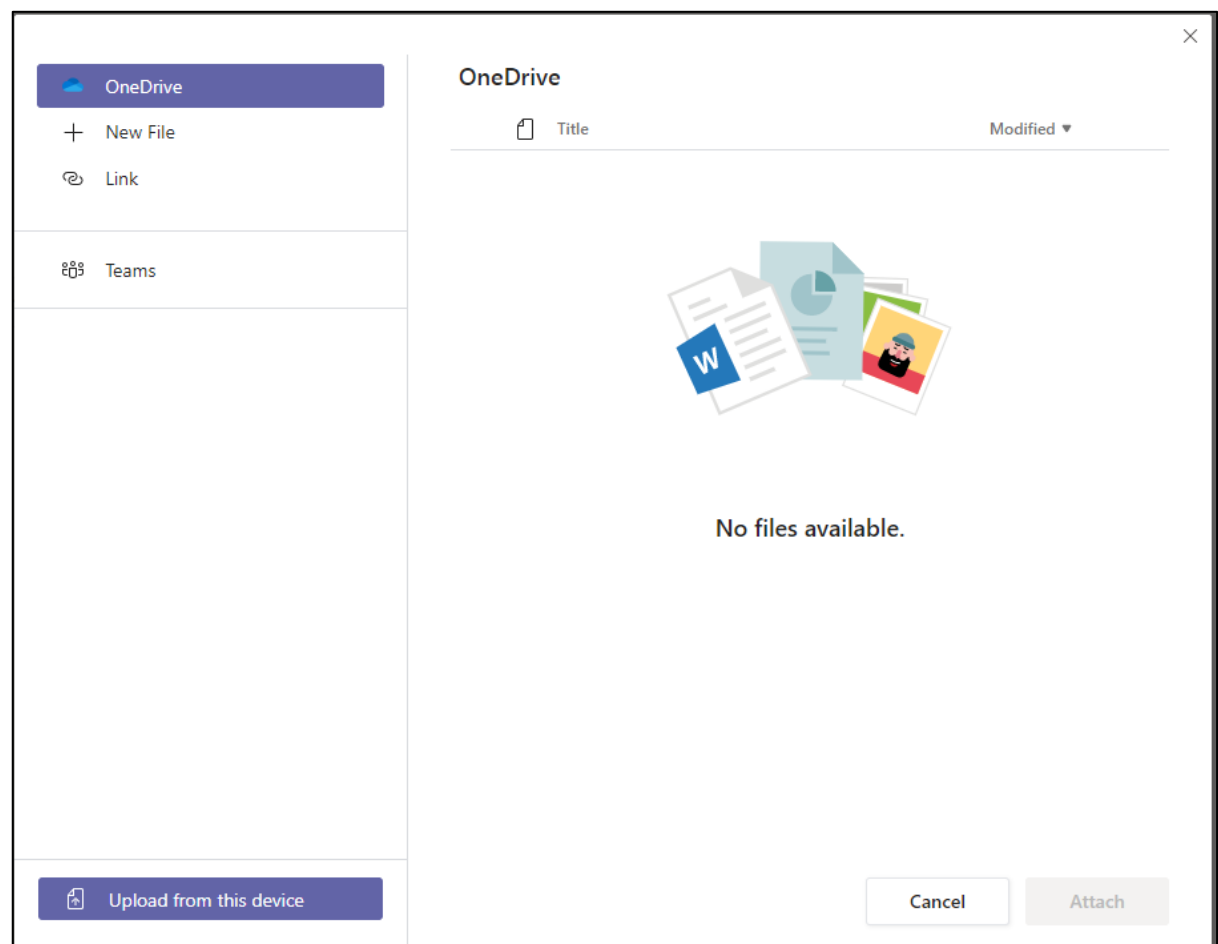 OneDrive
New File
Link
Teams
Upload from this device
OneDrive
Title Modified
W
No files available.
Cancel Attach